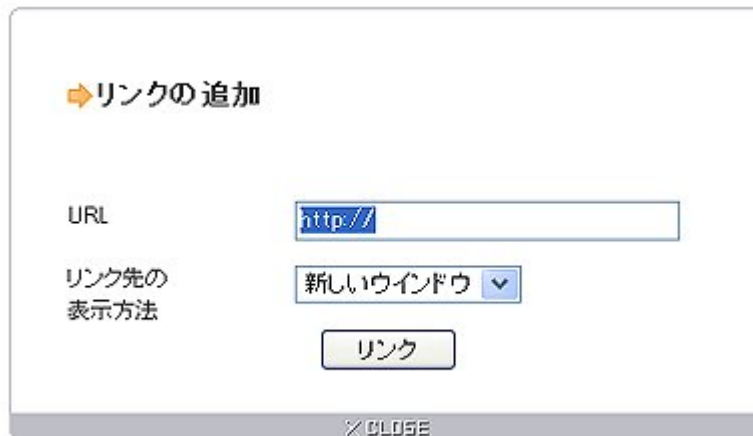 リンクの追加
URL
http://
リンク先の
表示方法
新しいウインドウ
リンク
× CLOSE